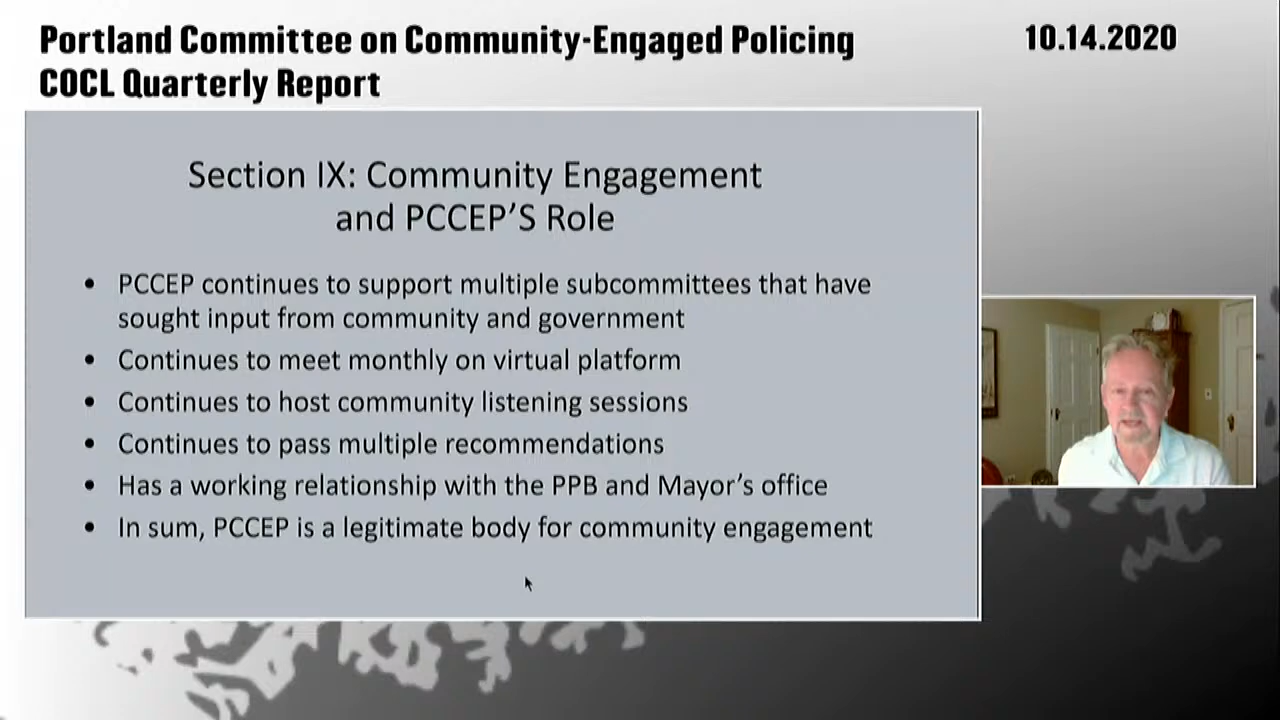 Portland Committee on Community-Engaged Policing
COCL Quarterly Report
10.14.2020
Section IX: Community Engagement
and PCCEP’S Role
• PCCEP continues to support multiple subcommittees that have
sought input from community and government
• Continues to meet monthly on virtual platform
• Continues to host community listening sessions
• Continues to pass multiple recommendations
• Has a working relationship with the PPB and Mayor’s office
• In sum, PCCEP is a legitimate body for community engagement